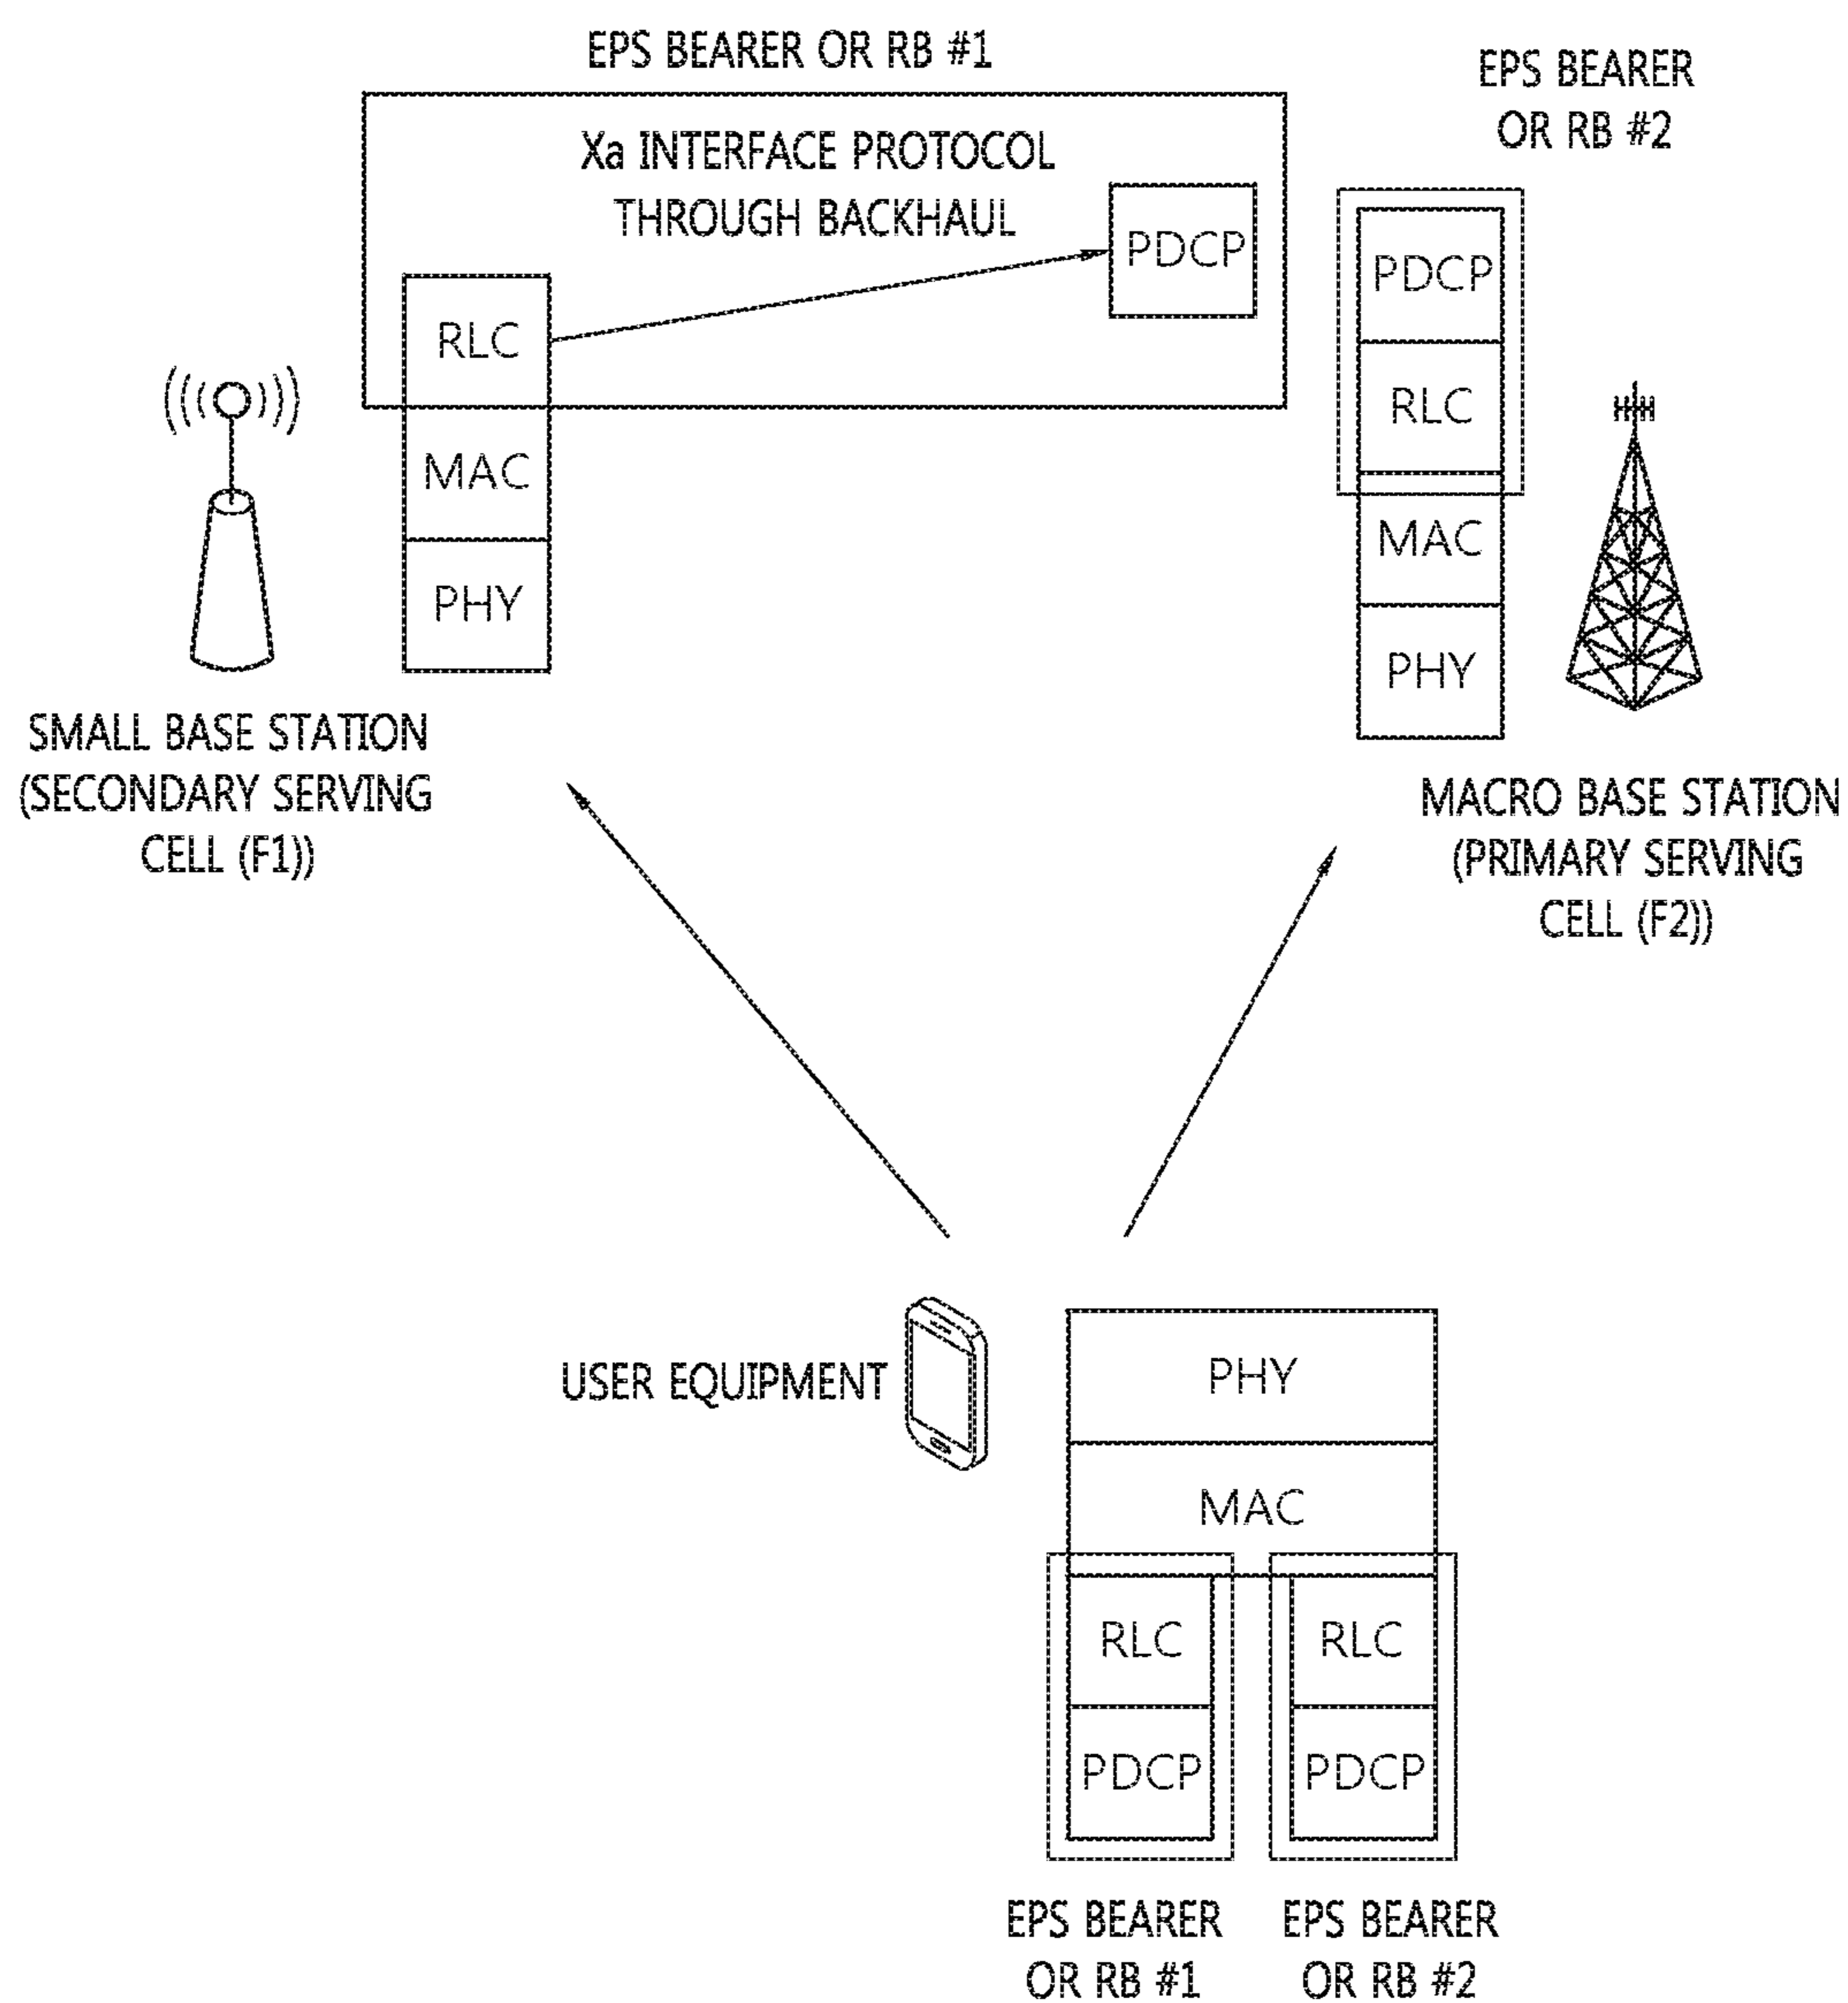 EPS BEARER OR RB #1
EPS BEARER
OR RB #2
Xa INTERFACE PROTOCOL
THROUGH BACKHAUL
PDCP
RLC
MAC
PHY
PDCP
RLC
MAC
PHY
SMALL BASE STATION
(SECONDARY SERVING
CELL (F1))
MACRO BASE STATION
(PRIMARY SERVING
CELL (F2))
USER EQUIPMENT
PHY
MAC
RLC
PDCP
RLC
PDCP
EPS BEARER
OR RB #1
EPS BEARER
OR RB #2